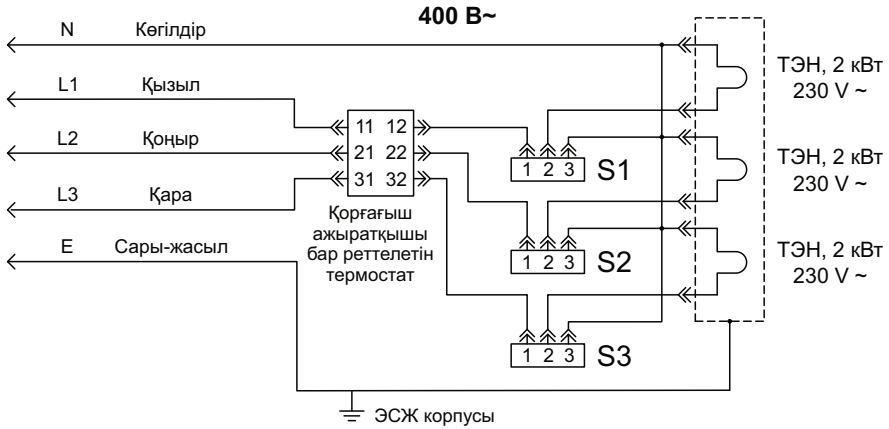 400 В~
N Көгілдір
ТЭН, 2 кВт
230 V ~
L1 Қызыл
11 12
L2 Қоңыр
21 22
1 2 3 S1
ТЭН, 2 кВт
230 V ~
31 32
L3 Қара
Қорғағыш
ажыратқышы
бар реттелетін
термостат
E Сары-жасыл
1 2 3 S2
ТЭН, 2 кВт
230 V ~
1 2 3 S3
ЭСЖ корпусы